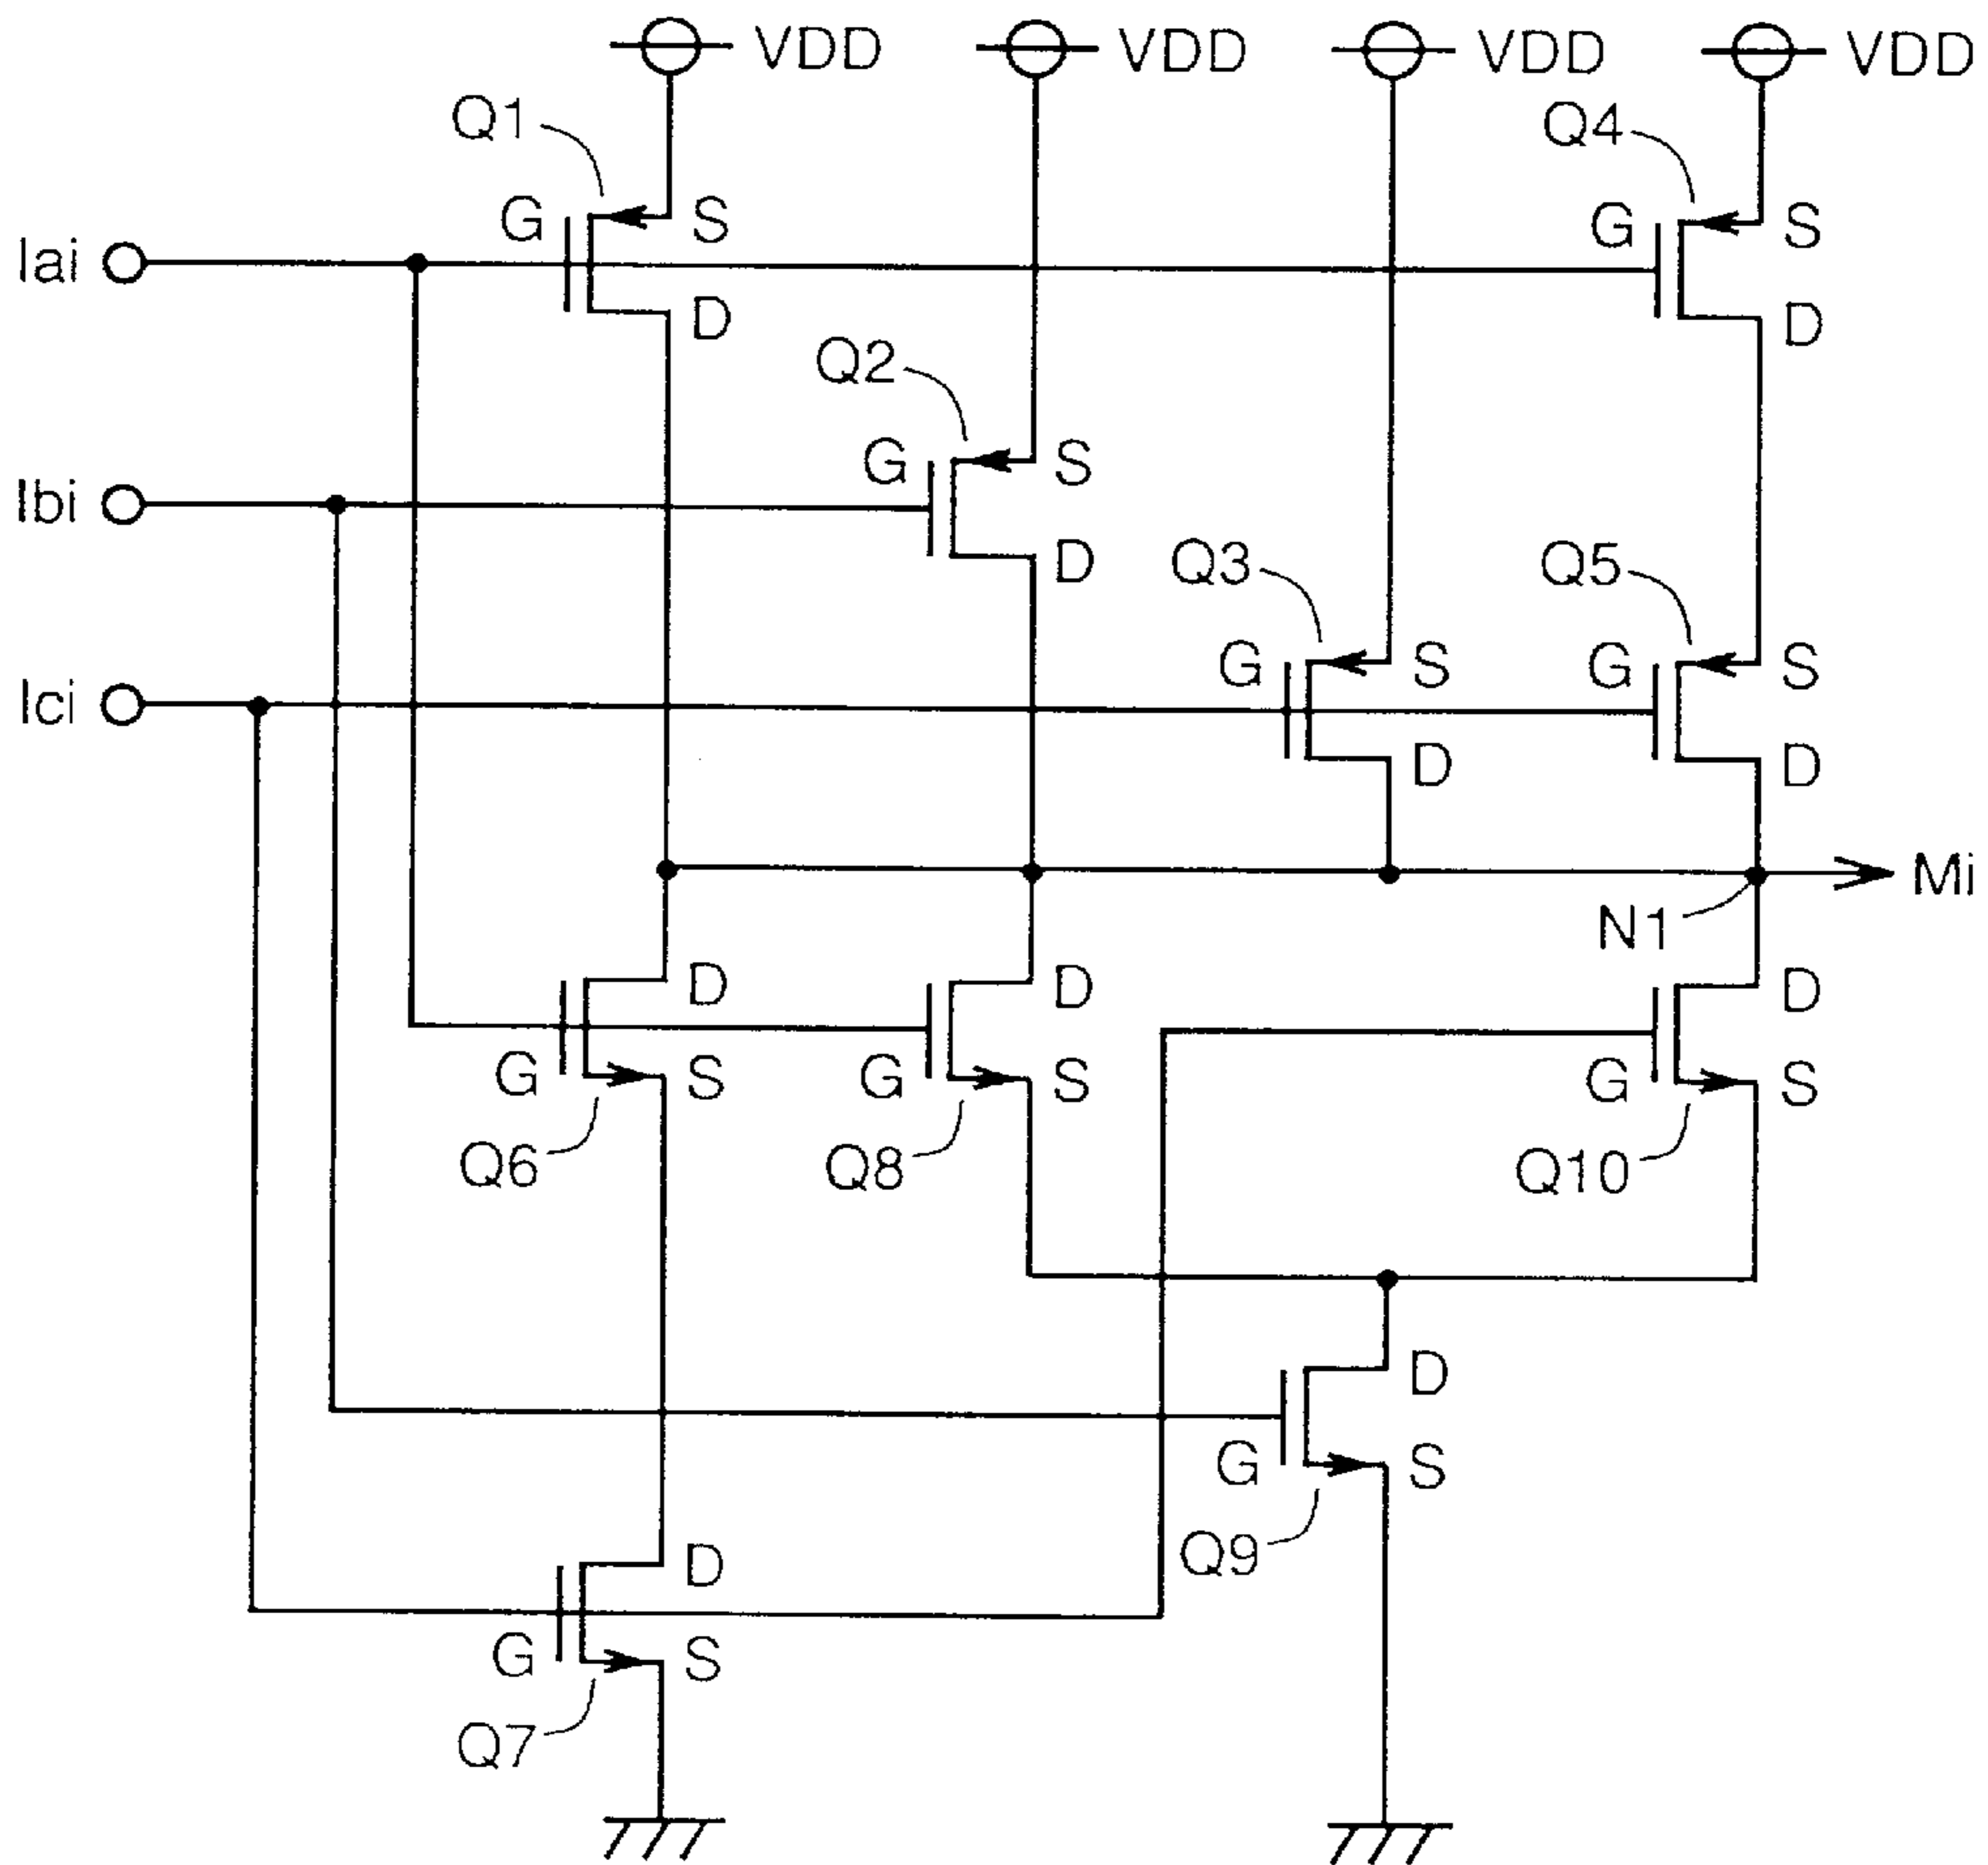 VDD VDD VDD VDD
Q1 Q4
G S G S
Iai
D D
Q2
G S
Ibi
D
Q3 Q5
G S G S
Ici
D D
Mi
N1
D D D
G S G S G S
Q6 Q8 Q10
D
G S
Q9
D
G S
Q7